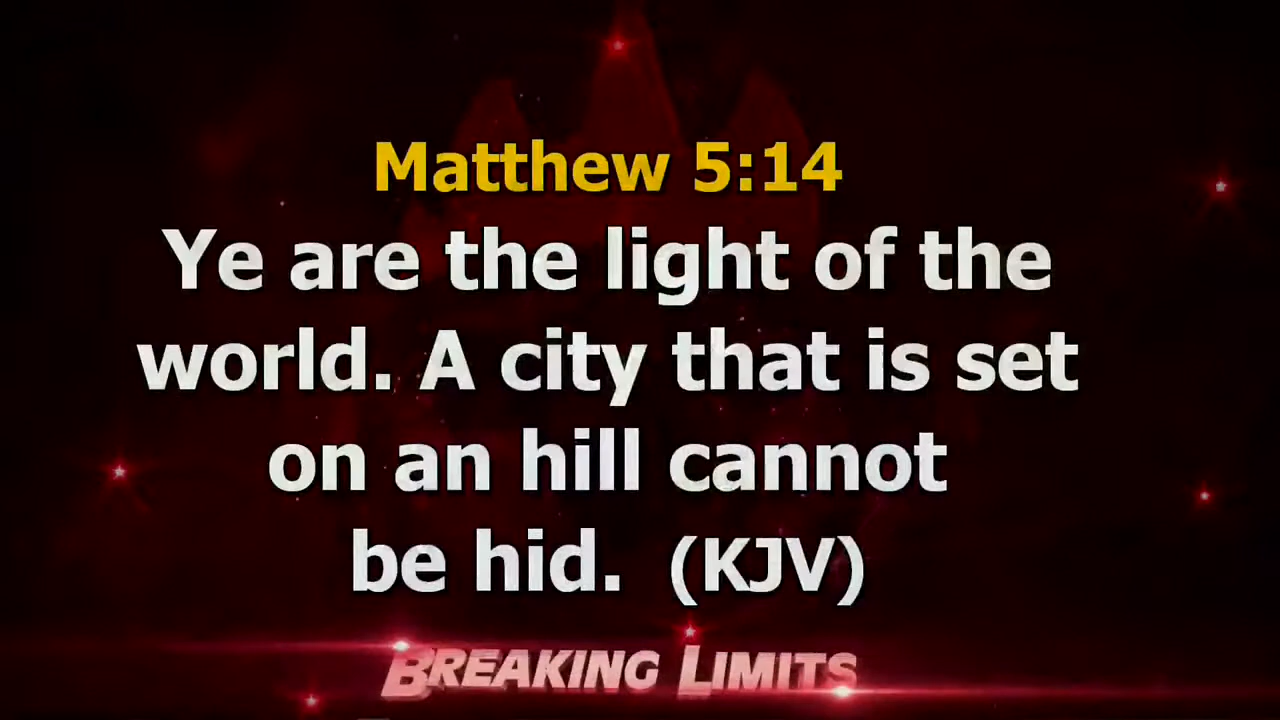 Matthew 5:14
Ye are the light of the
world. A city that is set
on an hill cannot
be hid. (KJV)
BREAKING LIMITS